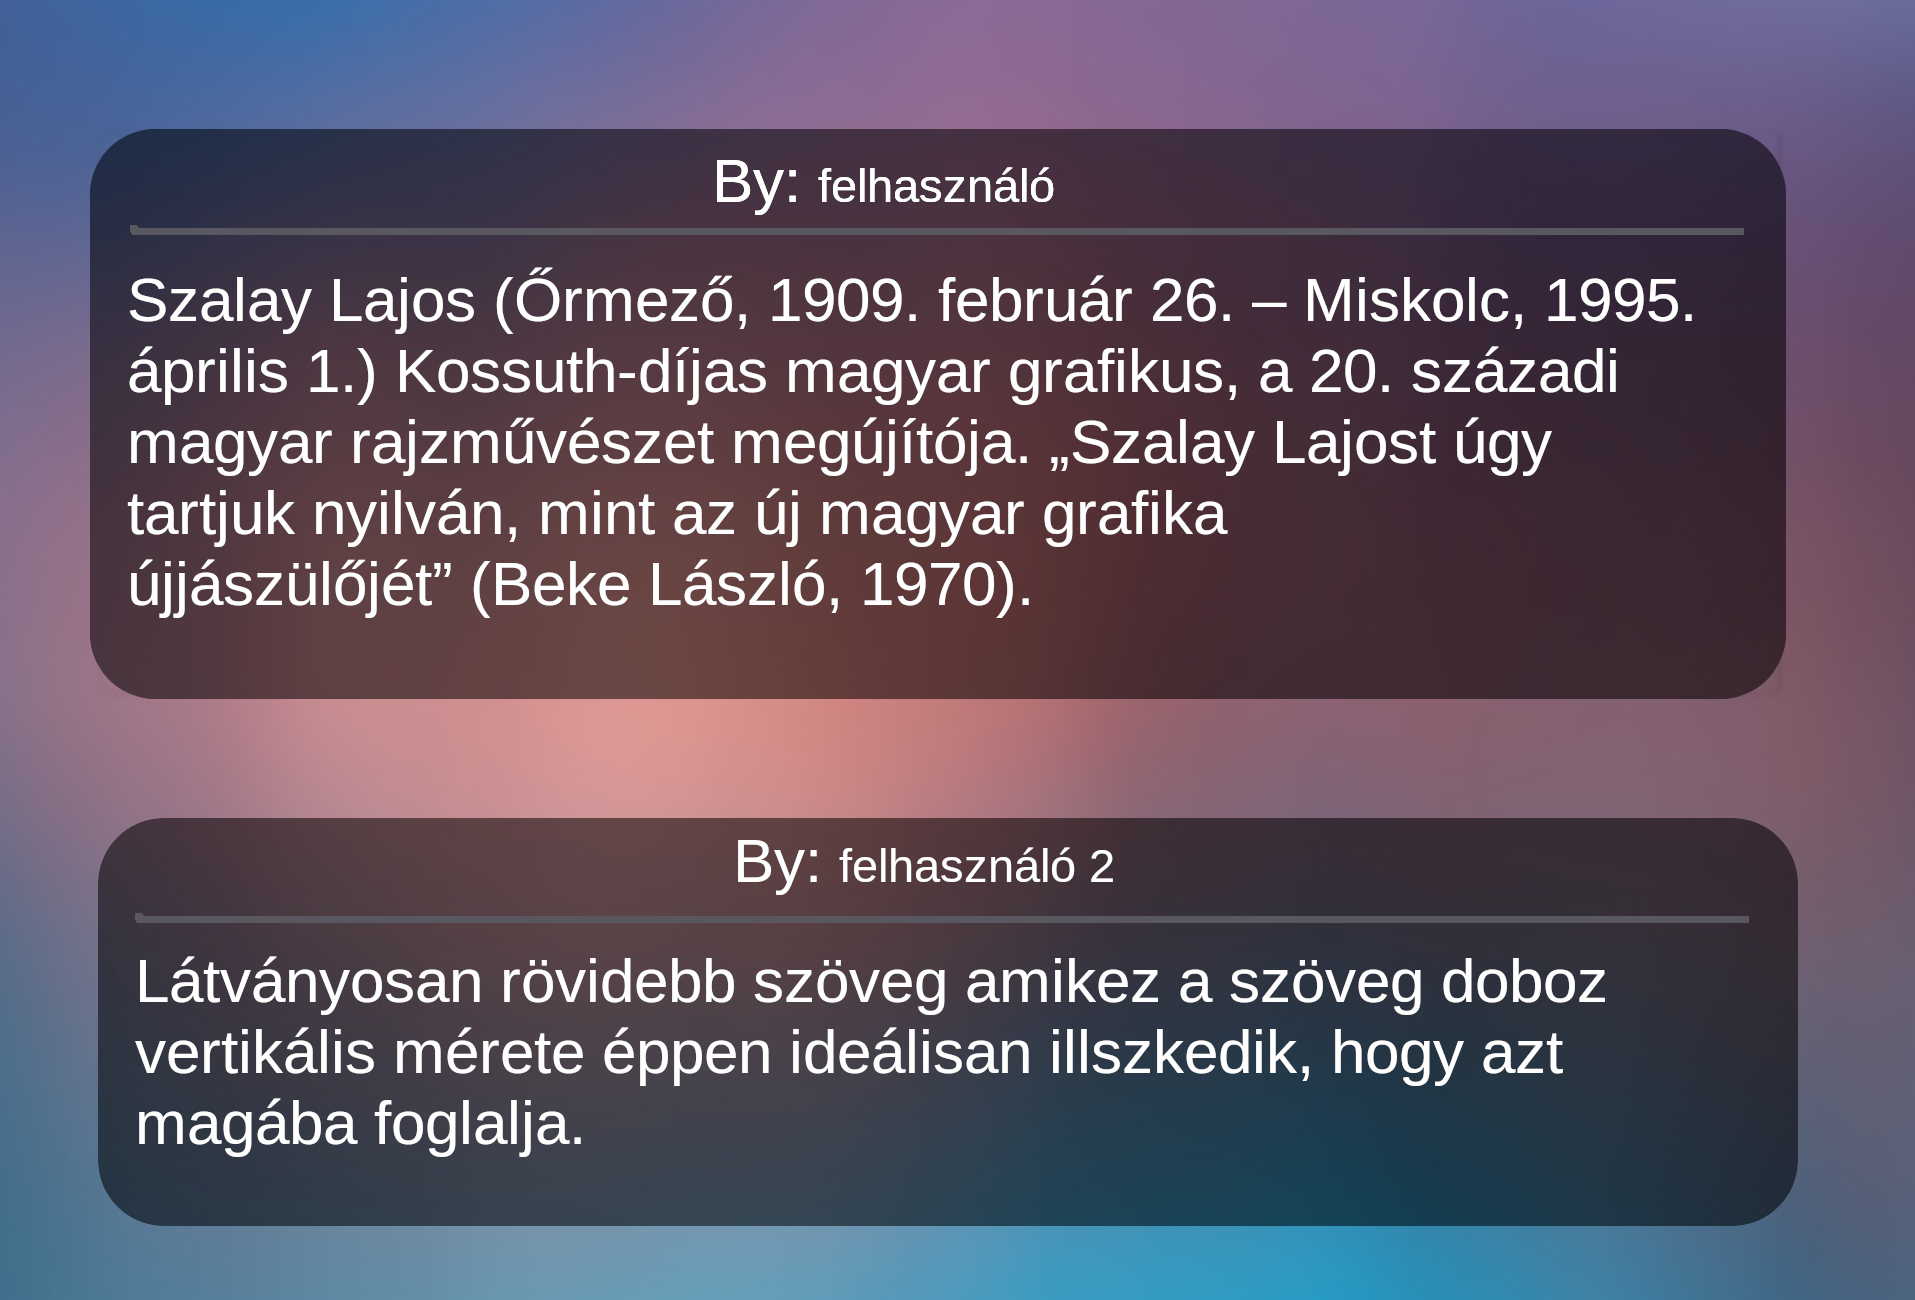 By: felhasználó
Szalay Lajos (Őrmező, 1909. február 26. – Miskolc, 1995.
április 1.) Kossuth-díjas magyar grafikus, a 20. századi
magyar rajzművészet megújítója. „Szalay Lajost úgy
tartjuk nyilván, mint az új magyar grafika
újjászülőjét” (Beke László, 1970).
By: felhasználó 2
Látványosan rövidebb szöveg amikez a szöveg doboz
vertikális mérete éppen ideálisan illszkedik, hogy azt
magába foglalja.